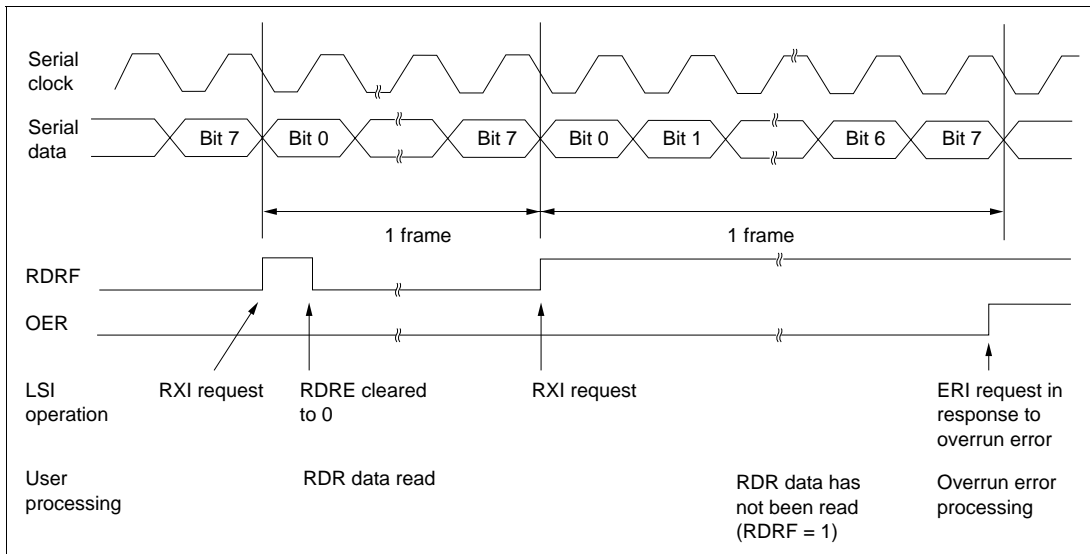 Serial
clock
Serial
data
Bit 7
Bit 0
Bit 7
Bit 0
Bit 1
Bit 6
Bit 7
1 frame
1 frame
RDRF
OER
LSI
operation
RXI request
RDRE cleared
to 0
RXI request
ERI request in
response to
overrun error
User
processing
RDR data read
RDR data has
not been read
(RDRF = 1)
Overrun error
processing